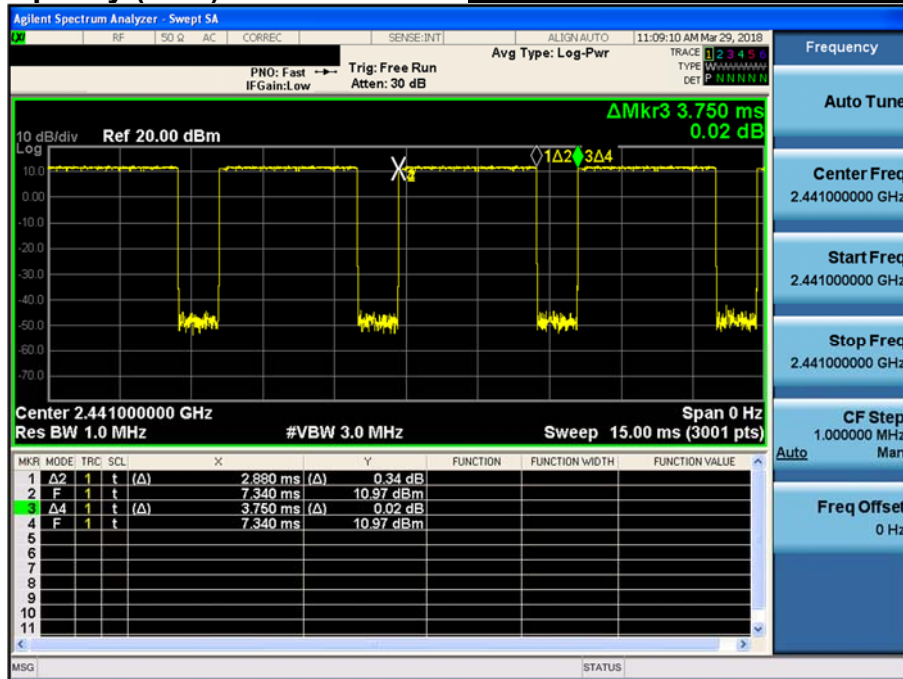 Agilent Spectrum Analyzer - Swept SA
LXI RF 50 Ω AC CORREC SENSE:INT ALIGN AUTO 11:09:10 AM Mar 29, 2018
Avg Type: Log-Pwr TRACE 1 2 3 4 5 6
PNO: Fast Trig: Free Run TYPE W
IFGain:Low Atten: 30 dB DET P N N N N N
ΔMkr3 3.750 ms
0.02 dB
10 dB/div Ref 20.00 dBm
Log
1Δ2 3Δ4
10.0
0.00
-10.0
-20.0
-30.0
-40.0
-50.0
-60.0
-70.0
Center 2.441000000 GHz Span 0 Hz
Res BW 1.0 MHz #VBW 3.0 MHz Sweep 15.00 ms (3001 pts)
MKR MODE TRC SCL X Y FUNCTION FUNCTION WIDTH FUNCTION VALUE
1 Δ2 1 t (Δ) 2.880 ms (Δ) 0.34 dB
2 F 1 t 7.340 ms 10.97 dBm
3 Δ4 1 t (Δ) 3.750 ms (Δ) 0.02 dB
4 F 1 t 7.340 ms 10.97 dBm
5
6
7
8
9
10
11
MSG STATUS
Frequency
Auto Tune
Center Freq
2.441000000 GHz
Start Freq
2.441000000 GHz
Stop Freq
2.441000000 GHz
CF Step
1.000000 MHz
Auto Man
Freq Offset
0 Hz